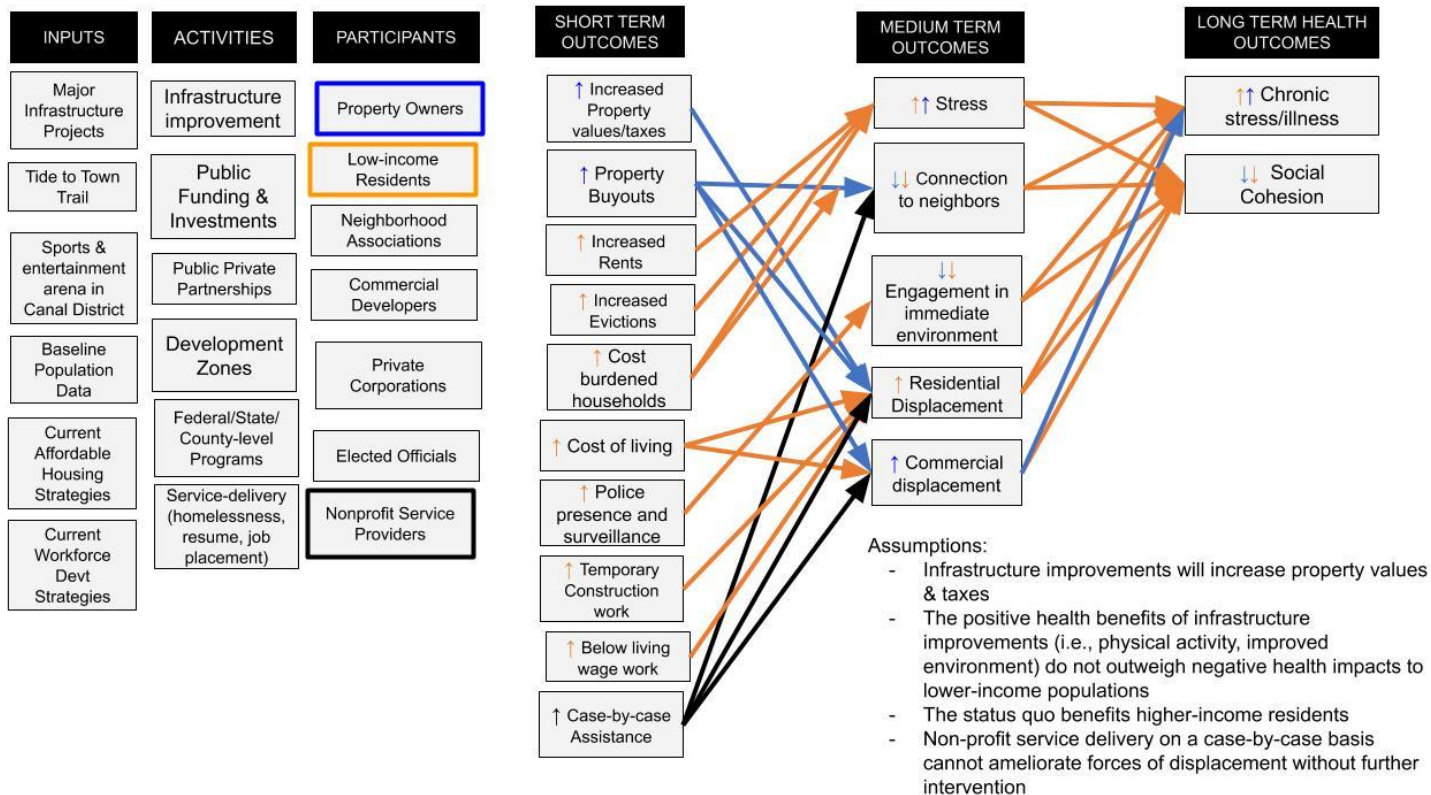 INPUTS
Major
Infrastructure
Projects
Tide to Town
Trail
Sports &
entertainment
arena in
Canal District
Baseline
Population
Data
Current
Affordable
Housing
Strategies
Current
Workforce
Devt
Strategies
ACTIVITIES
Infrastructure
improvement
Public
Funding &
Investments
Public Private
Partnerships
Development
Zones
Federal/State/
County-level
Programs
Service-delivery
(homelessness,
resume, job
placement)
PARTICIPANTS
Property Owners
Low-income
Residents
Neighborhood
Associations
Commercial
Developers
Private
Corporations
Elected Officials
Nonprofit Service
Providers
SHORT TERM
OUTCOMES
↑ Increased
Property
values/taxes
↑ Property
Buyouts
↑ Increased
Rents
↑ Increased
Evictions
↑ Cost
burdened
households
↑ Cost of living
↑ Police
presence and
surveillance
↑ Temporary
Construction
work
↑ Below living
wage work
↑ Case-by-case
Assistance
MEDIUM TERM
OUTCOMES
↑↑ Stress
↓↓ Connection
to neighbors
↓↓
Engagement in
immediate
environment
↑ Residential
Displacement
↑ Commercial
displacement
LONG TERM HEALTH
OUTCOMES
↑↑ Chronic
stress/illness
↓↓ Social
Cohesion
Assumptions:
- Infrastructure improvements will increase property values
& taxes
- The positive health benefits of infrastructure
improvements (i.e., physical activity, improved
environment) do not outweigh negative health impacts to
lower-income populations
- The status quo benefits higher-income residents
- Non-profit service delivery on a case-by-case basis
cannot ameliorate forces of displacement without further
intervention